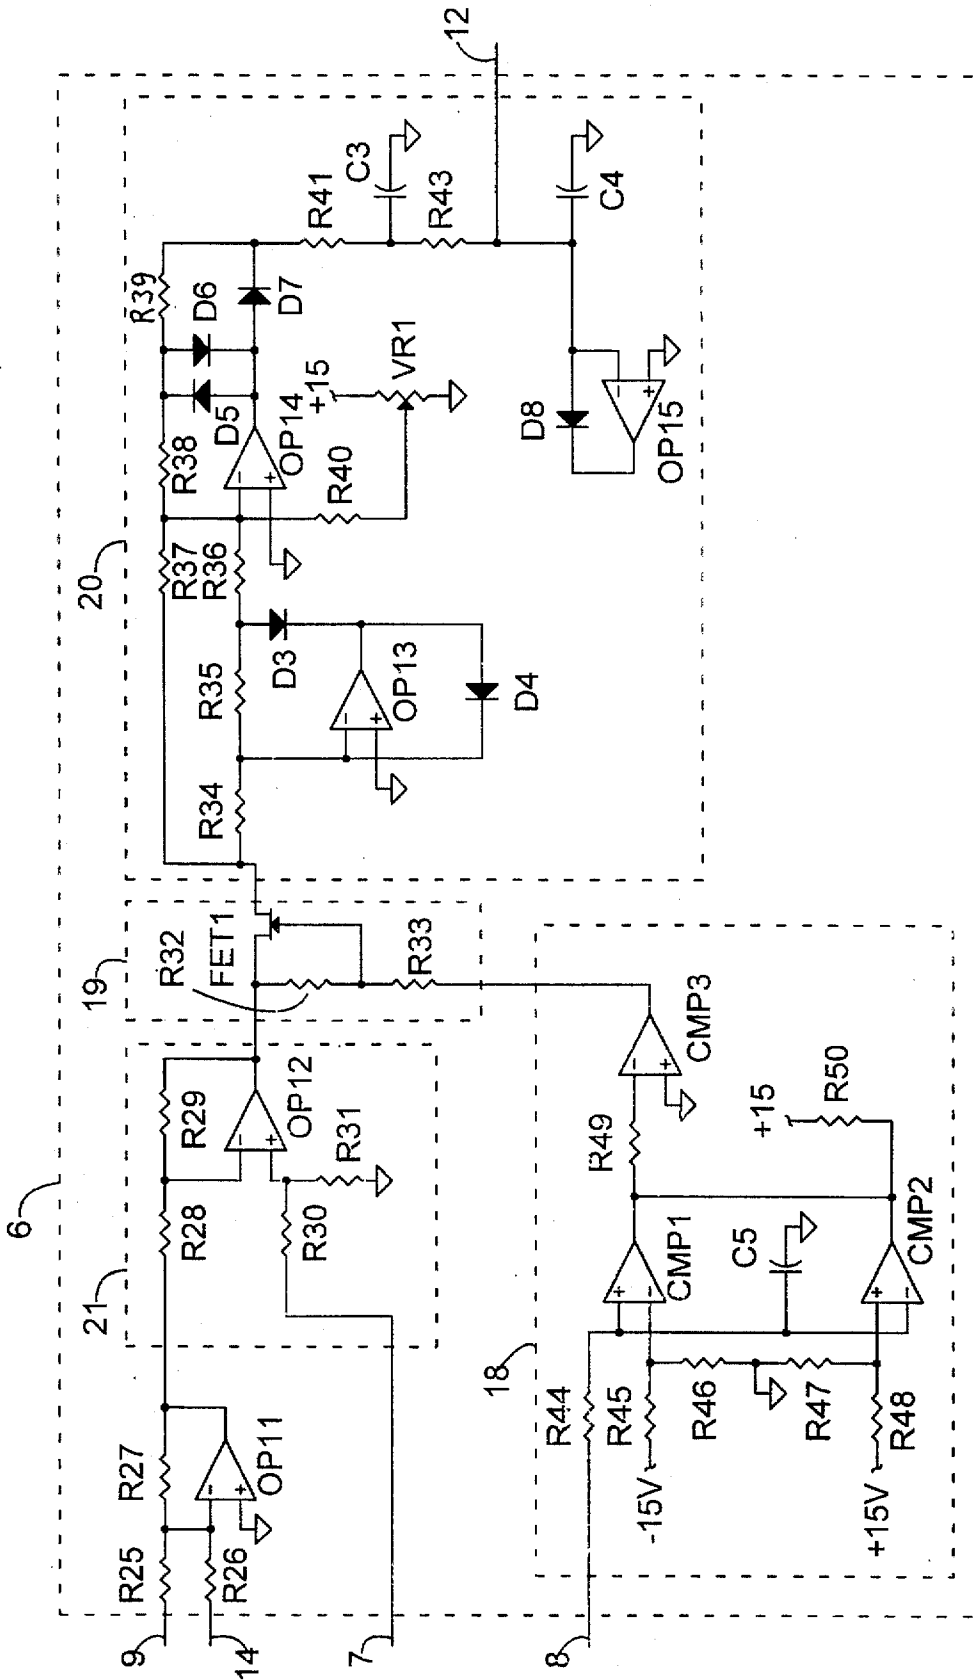 6
9
R25
R27
14
R26
OP11
7
21
R28
R29
OP12
R30
R31
19
R32
FET1
R33
20
R34
R35
R37
R36
R38
R39
D3
OP13
D4
D5
D6
D7
OP14
R40
+15
VR1
R41
C3
R43
12
C4
D8
OP15
18
8
R44
R45
-15V
R46
R47
R48
+15V
CMP1
C5
CMP2
R49
CMP3
+15
R50